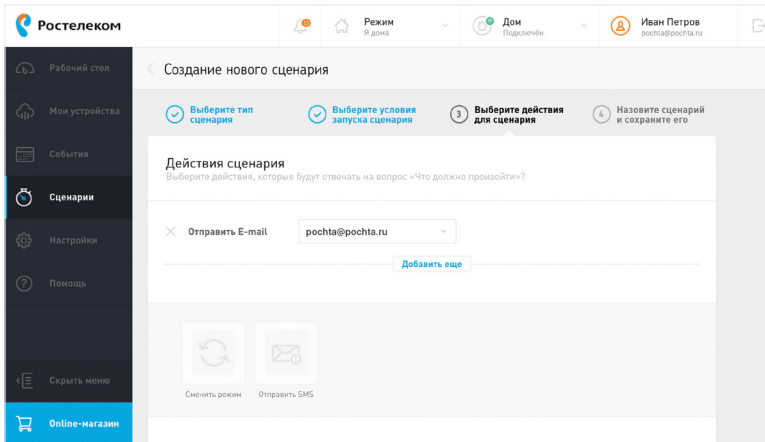 Ростелеком
Режим
Я дома
Дом
Подключён
Иван Петров
pochta@pochta.ru
Рабочий стол
Мои устройства
События
Сценарии
Настройки
Помощь
Скрыть меню
Online-магазин
Создание нового сценария
Выберите тип
сценария
Выберите условия
запуска сценария
3
Выберите действия
для сценария
4
Назовите сценарий
и сохраните его
Действия сценария
Выберите действия, которые будут отвечать на вопрос «Что должно произойти»?
Отправить E-mail
pochta@pochta.ru
Добавить еще
Сменить режим
Отправить SMS